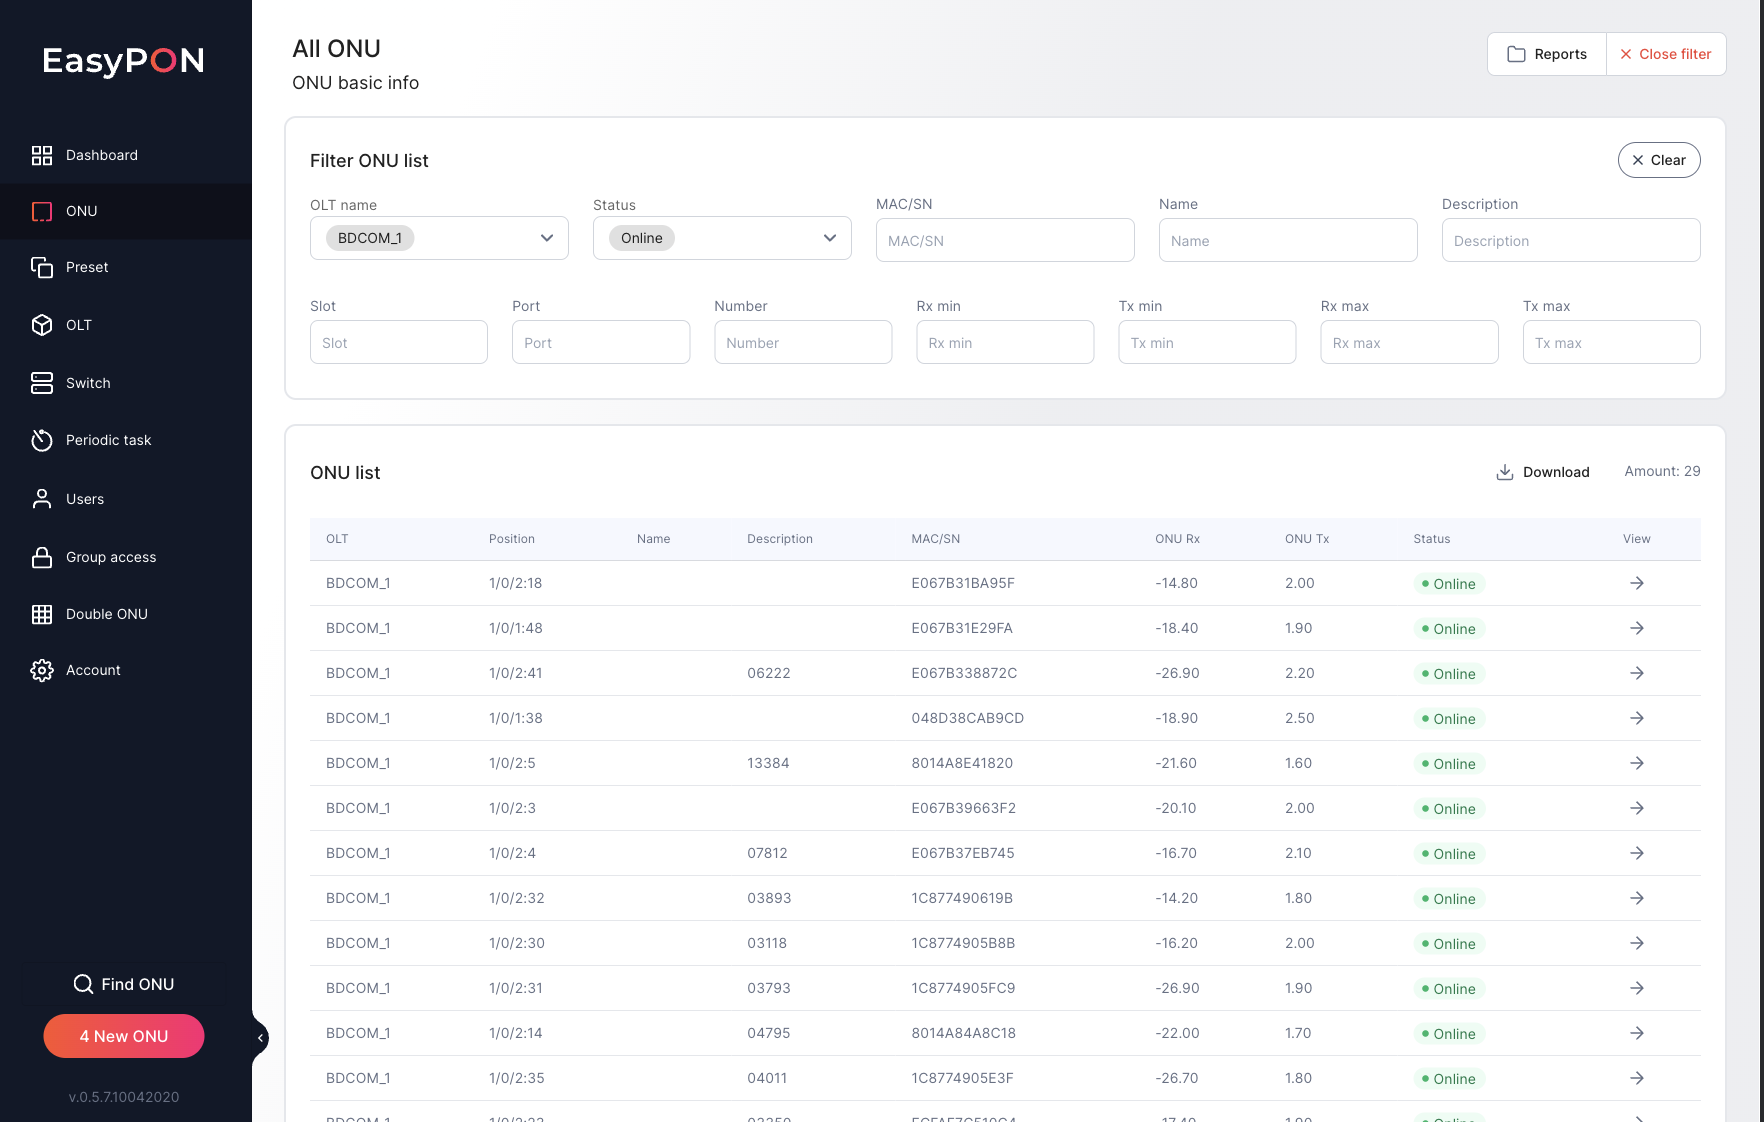 EasyPON
Dashboard
ONU
Preset
OLT
Switch
Periodic task
Users
Group access
Double ONU
Account
Find ONU
4 New ONU
v.0.5.7.10042020
All ONU
ONU basic info
Reports
Close filter
Filter ONU list
Clear
OLT name Status MAC/SN Name Description
BDCOM_1 Online MAC/SN Name Description
Slot Port Number Rx min Tx min Rx max Tx max
Slot Port Number Rx min Tx min Rx max Tx max
ONU list
Download
Amount: 29
OLT Position Name Description MAC/SN ONU Rx ONU Tx Status View
BDCOM_1 1/0/2:18 E067B31BA95F -14.80 2.00 Online
BDCOM_1 1/0/1:48 E067B31E29FA -18.40 1.90 Online
BDCOM_1 1/0/2:41 06222 E067B338872C -26.90 2.20 Online
BDCOM_1 1/0/1:38 048D38CAB9CD -18.90 2.50 Online
BDCOM_1 1/0/2:5 13384 8014A8E41820 -21.60 1.60 Online
BDCOM_1 1/0/2:3 E067B39663F2 -20.10 2.00 Online
BDCOM_1 1/0/2:4 07812 E067B37EB745 -16.70 2.10 Online
BDCOM_1 1/0/2:32 03893 1C877490619B -14.20 1.80 Online
BDCOM_1 1/0/2:30 03118 1C8774905B8B -16.20 2.00 Online
BDCOM_1 1/0/2:31 03793 1C8774905FC9 -26.90 1.90 Online
BDCOM_1 1/0/2:14 04795 8014A84A8C18 -22.00 1.70 Online
BDCOM_1 1/0/2:35 04011 1C8774905E3F -26.70 1.80 Online
BDCOM_1 Online